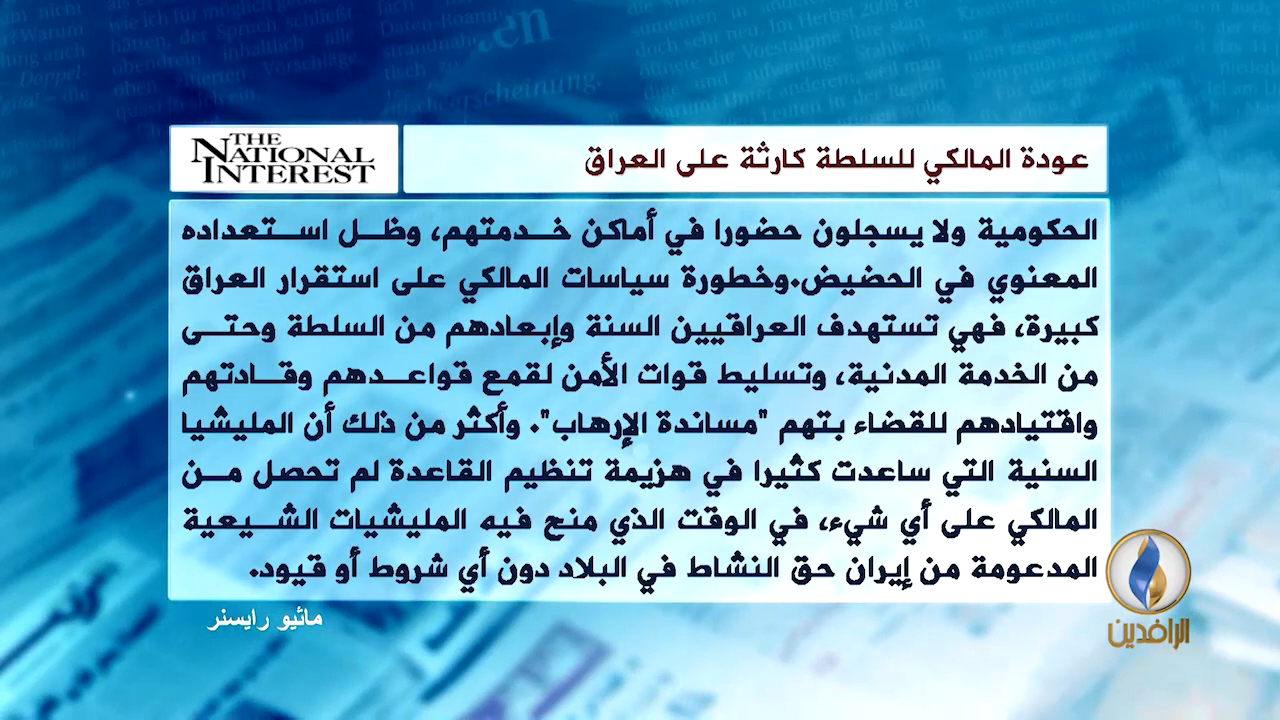 THE
NATIONAL
INTEREST
عودة المالكي للسلطة كارثة على العراق
الحكومية ولا يسجلون حضورا في أماكن خدمتهم، وظل استعداده
المعنوي في الحضيض.وخطورة سياسات المالكي على استقرار العراق
كبيرة، فهي تستهدف العراقيين السنة وإبعادهم من السلطة وحتى
من الخدمة المدنية، وتسليط قوات الأمن لقمع قواعدهم وقادتهم
واقتيادهم للقضاء بتهم "مساندة الإرهاب". وأكثر من ذلك أن المليشيا
السنية التي ساعدت كثيرا في هزيمة تنظيم القاعدة لم تحصل من
المالكي على أي شيء، في الوقت الذي منح فيه المليشيات الشيعية
المدعومة من إيران حق النشاط في البلاد دون أي شروط أو قيود.
ماثيو رايسنر
الرافدين